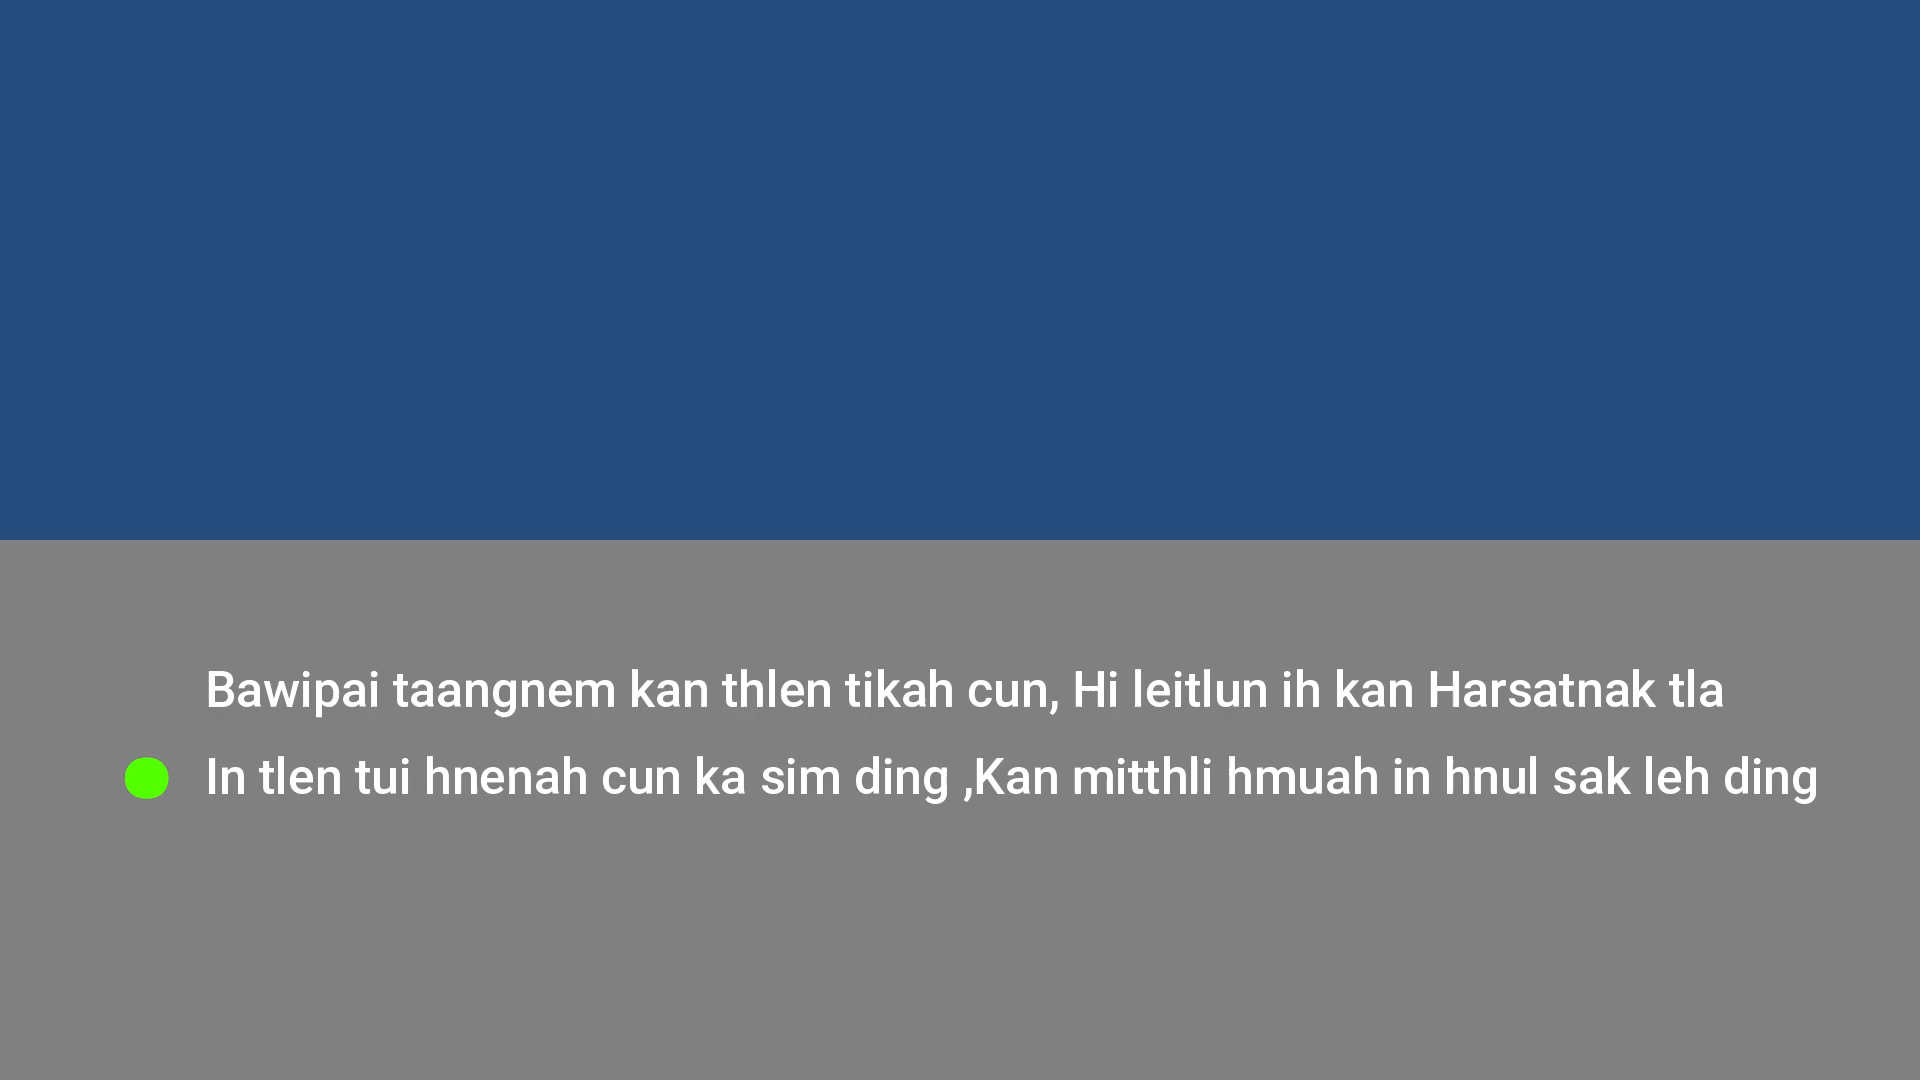 Bawipai taangnem kan thlen tikah cun, Hi leitlun ih kan Harsatnak tla
In tlen tui hnenah cun ka sim ding ,Kan mitthli hmuah in hnul sak leh ding